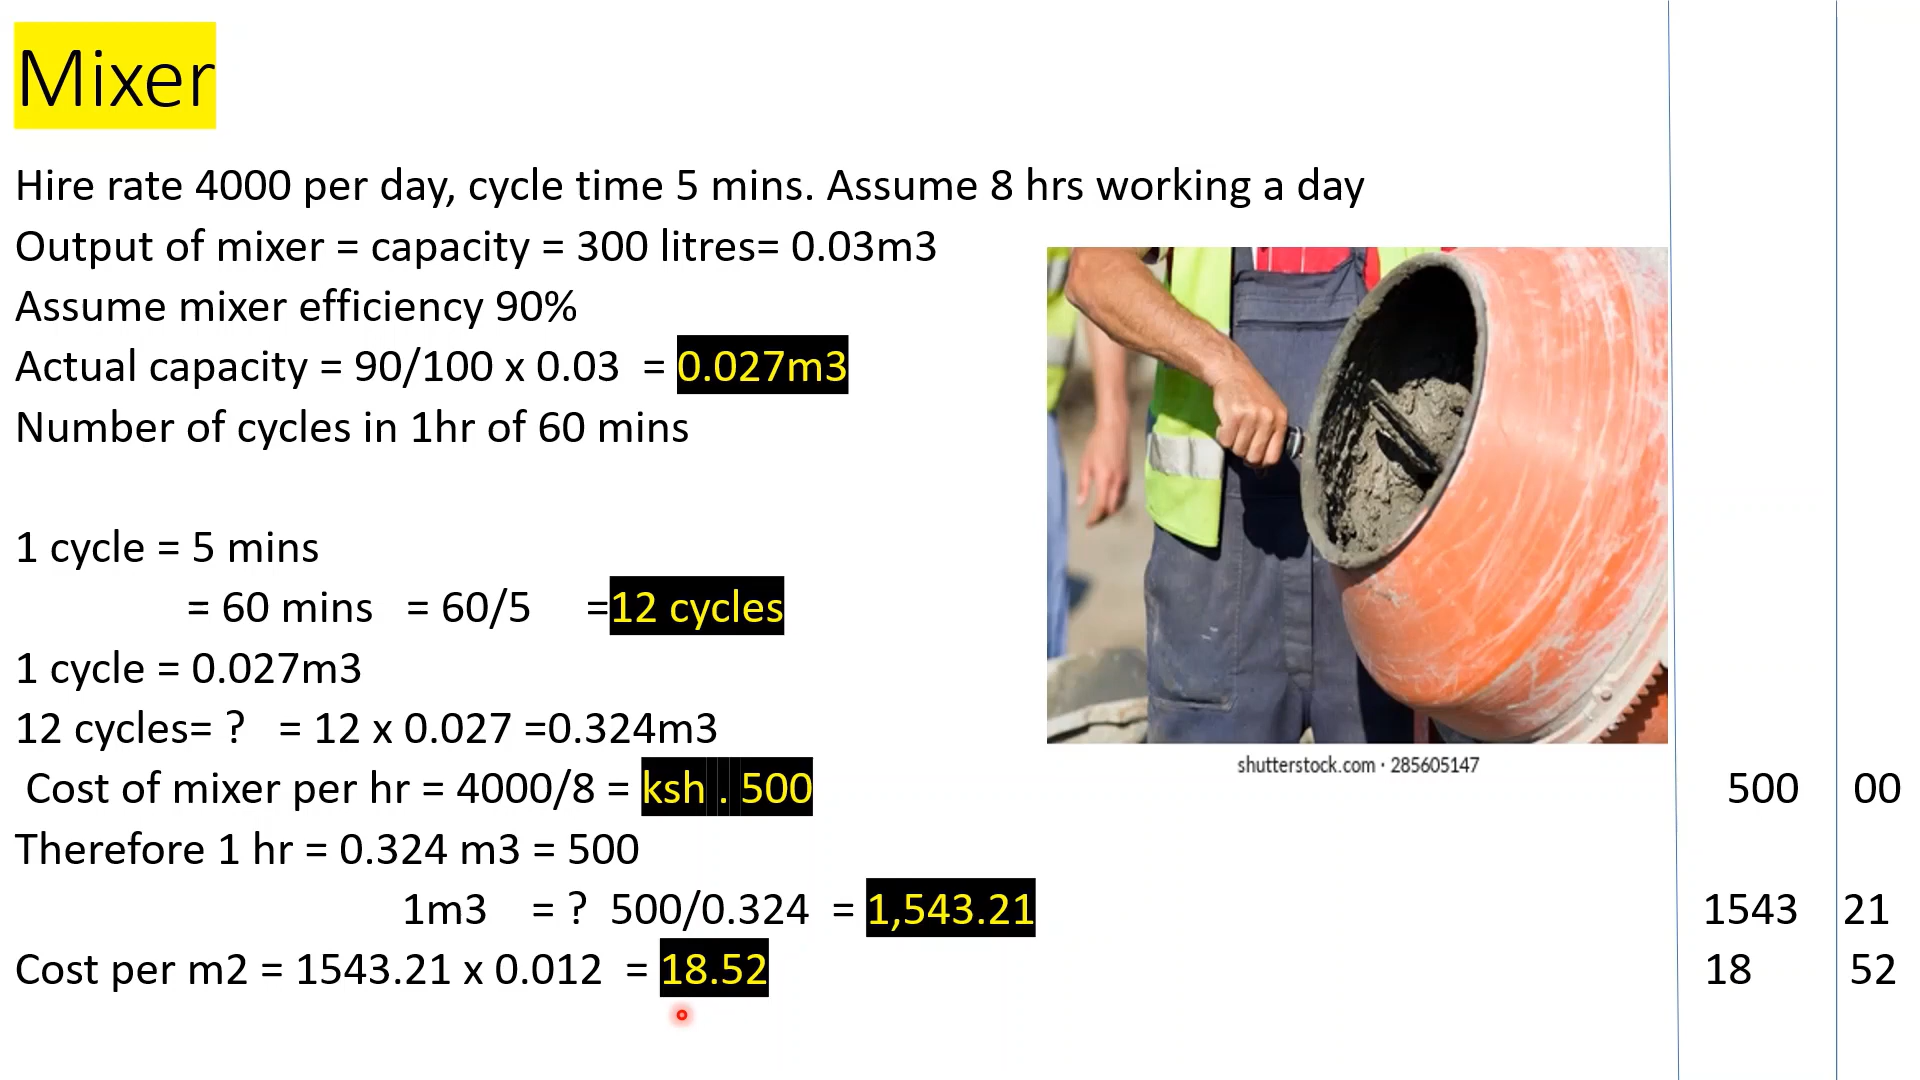 Mixer
Hire rate 4000 per day, cycle time 5 mins. Assume 8 hrs working a day
Output of mixer = capacity = 300 litres= 0.03m3
Assume mixer efficiency 90%
Actual capacity = 90/100 x 0.03 = 0.027m3
Number of cycles in 1hr of 60 mins
1 cycle = 5 mins
= 60 mins = 60/5 =12 cycles
1 cycle = 0.027m3
12 cycles= ? = 12 x 0.027 =0.324m3
shutterstock.com · 285605147
Cost of mixer per hr = 4000/8 = ksh . 500 500 00
Therefore 1 hr = 0.324 m3 = 500
1m3 = ? 500/0.324 = 1,543.21 1543 21
Cost per m2 = 1543.21 x 0.012 = 18.52 18 52